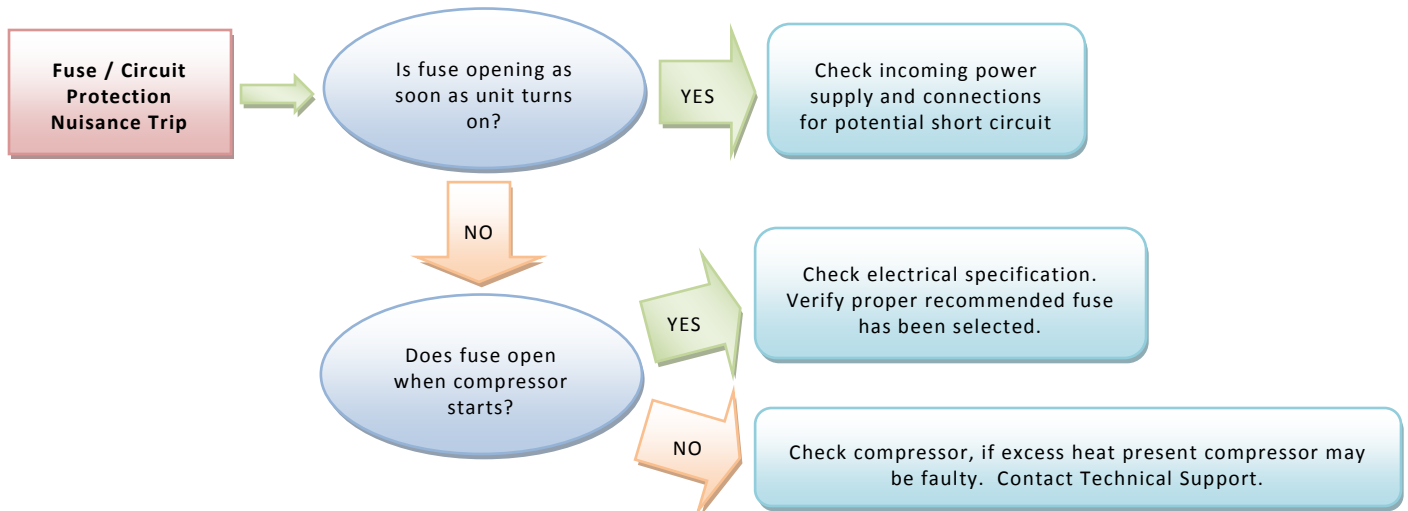 Fuse / Circuit
Protection
Nuisance Trip
Is fuse opening as
soon as unit turns
on?
YES
Check incoming power
supply and connections
for potential short circuit
NO
Does fuse open
when compressor
starts?
YES
Check electrical specification.
Verify proper recommended fuse
has been selected.
NO
Check compressor, if excess heat present compressor may
be faulty. Contact Technical Support.